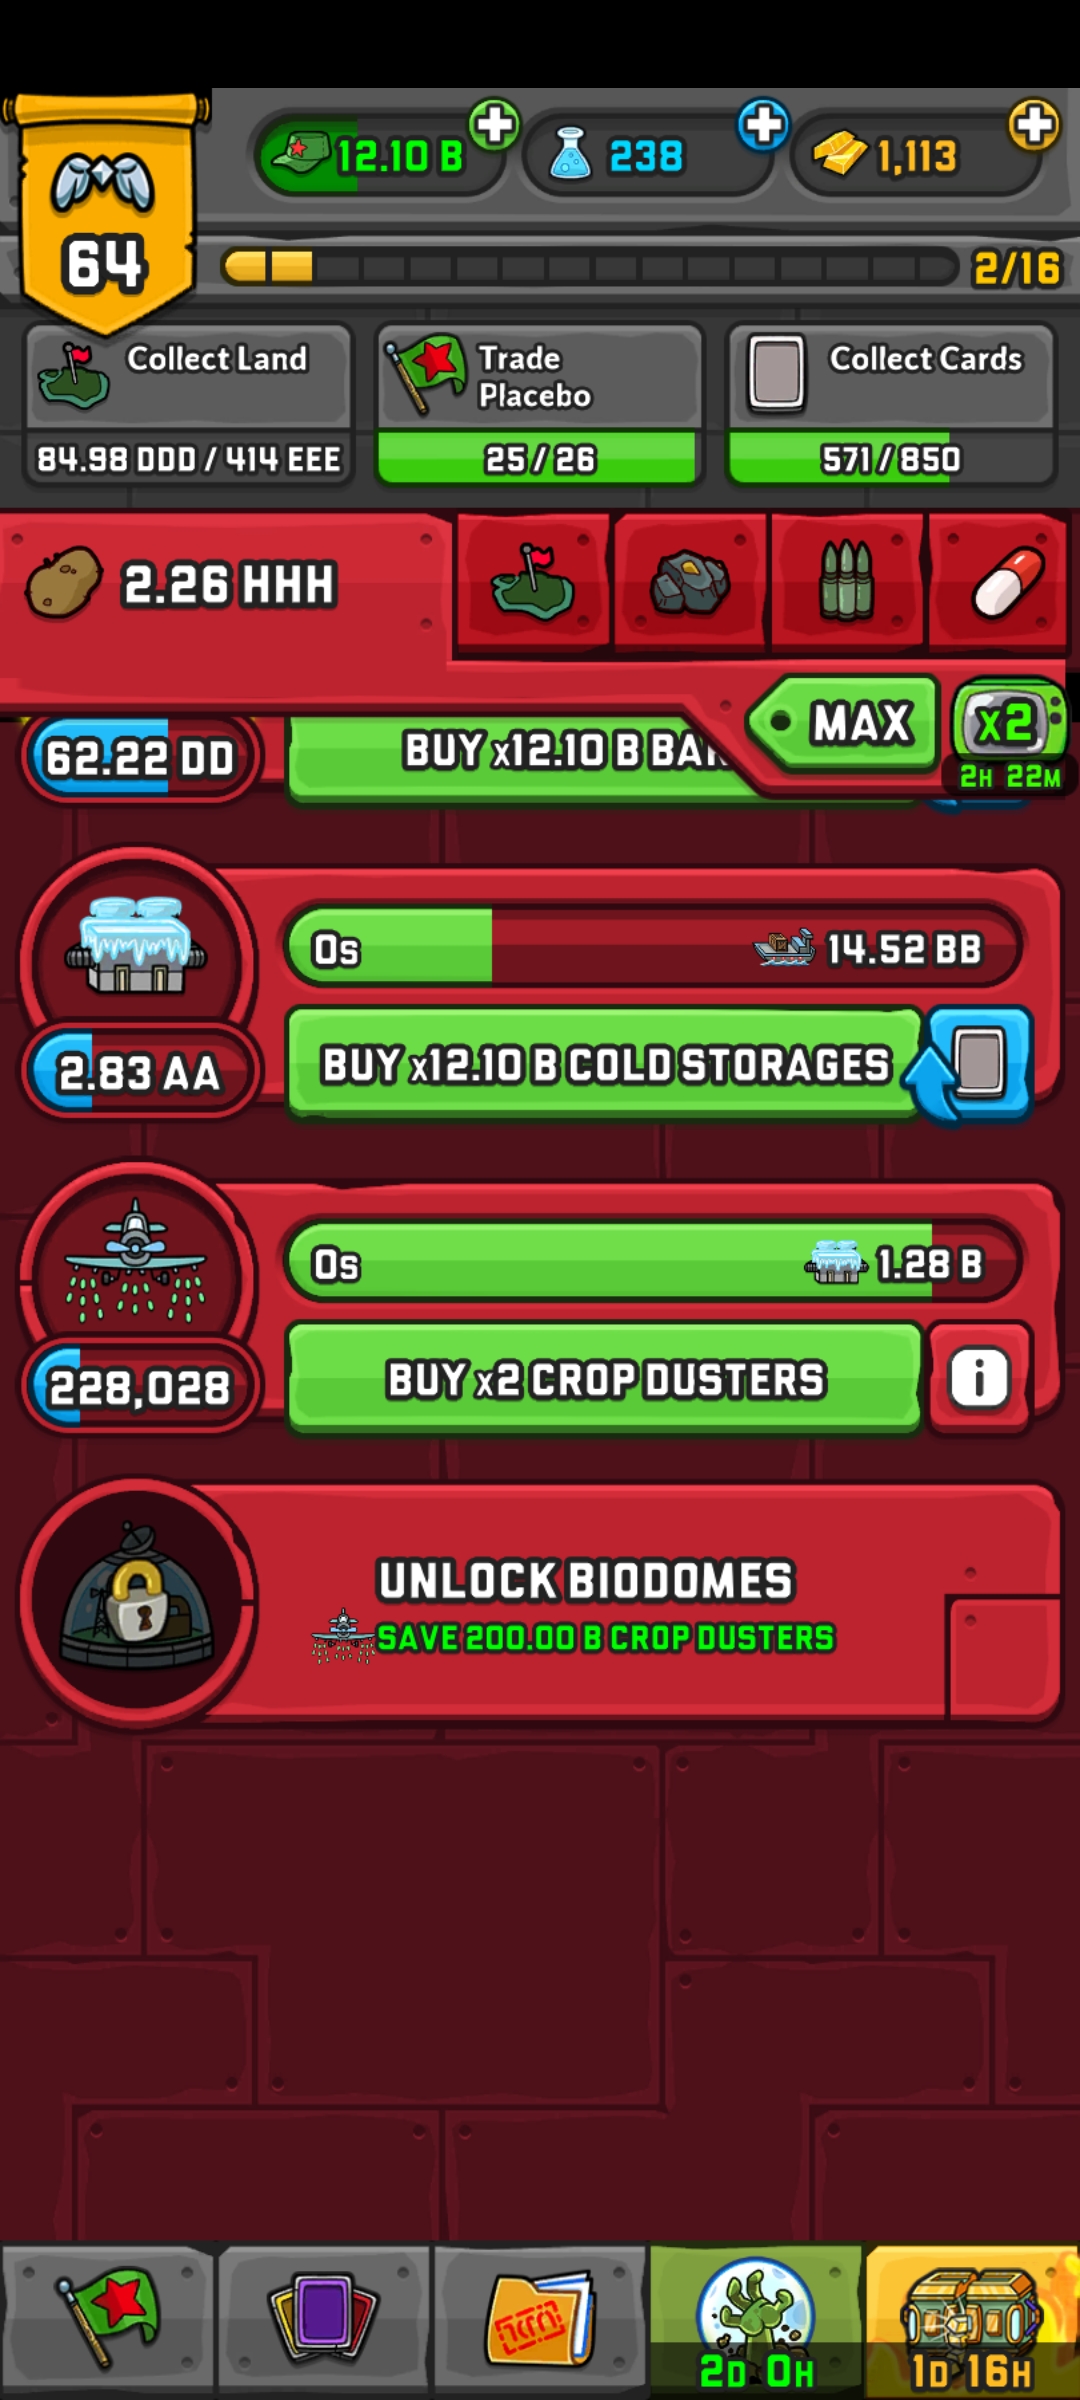 64
12.10 B
238
1,113
2/16
Collect Land
84.98 DDD / 414 EEE
Trade
Placebo
25 / 26
Collect Cards
571 / 850
2.26 HHH
MAX
x2
2H 22M
62.22 DD
BUY x12.10 B
0s
14.52 BB
2.83 AA
BUY x12.10 B COLD STORAGES
0s
1.28 B
228,028
BUY x2 CROP DUSTERS
i
UNLOCK BIODOMES
SAVE 200.00 B CROP DUSTERS
2D 0H
1D 16H